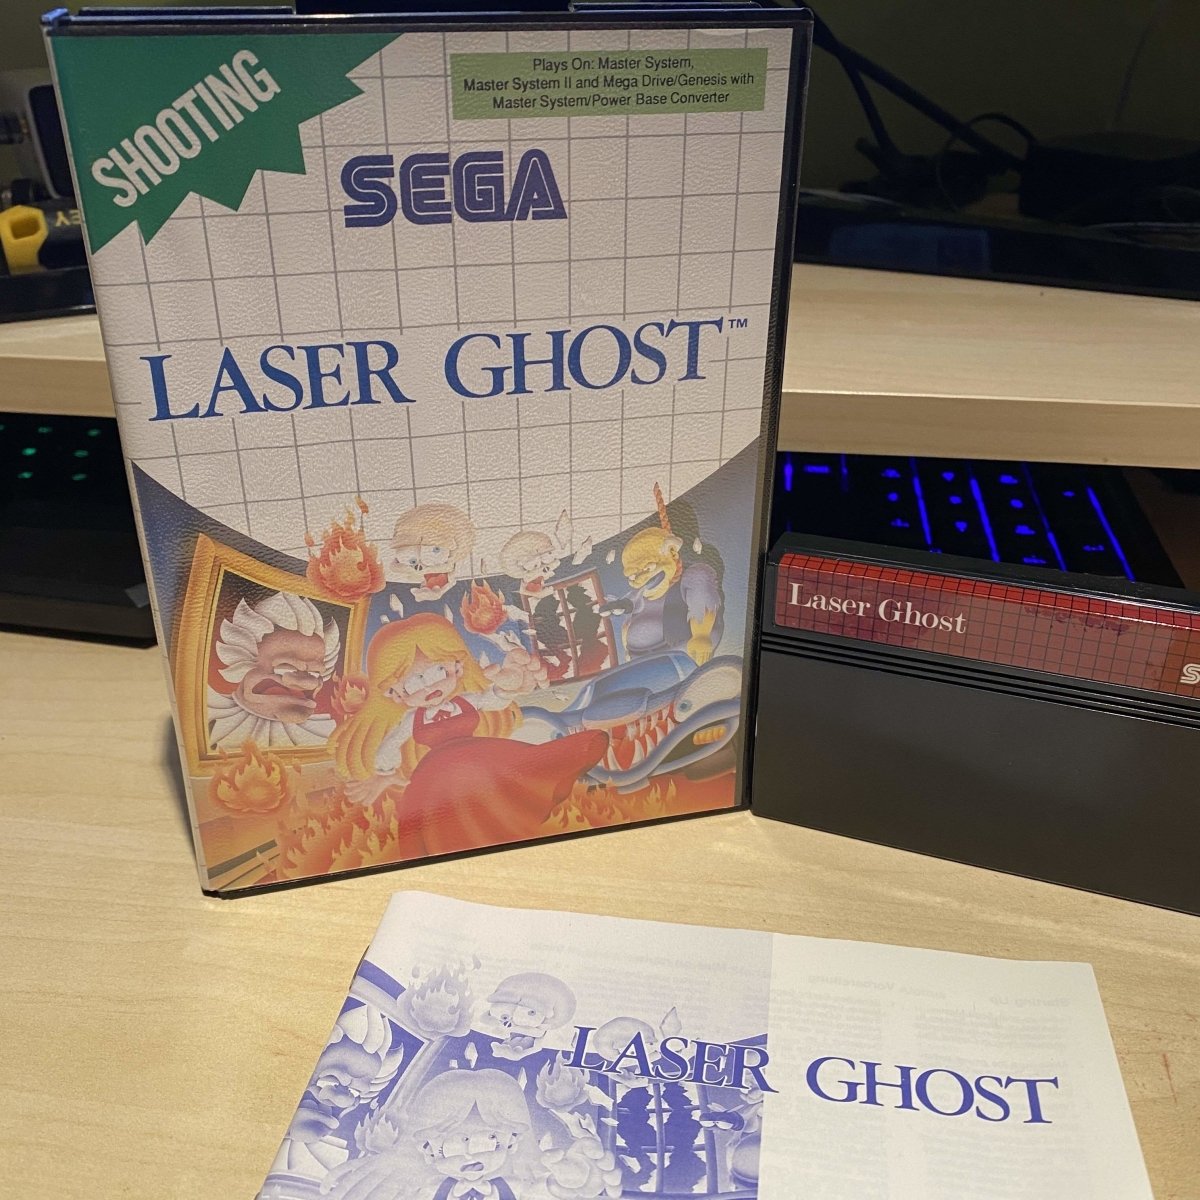 SHOOTING
Plays On: Master System,
Master System II and Mega Drive/Genesis with
Master System/Power Base Converter
SEGA
LASER GHOST™
Laser Ghost
S
LASER GHOST